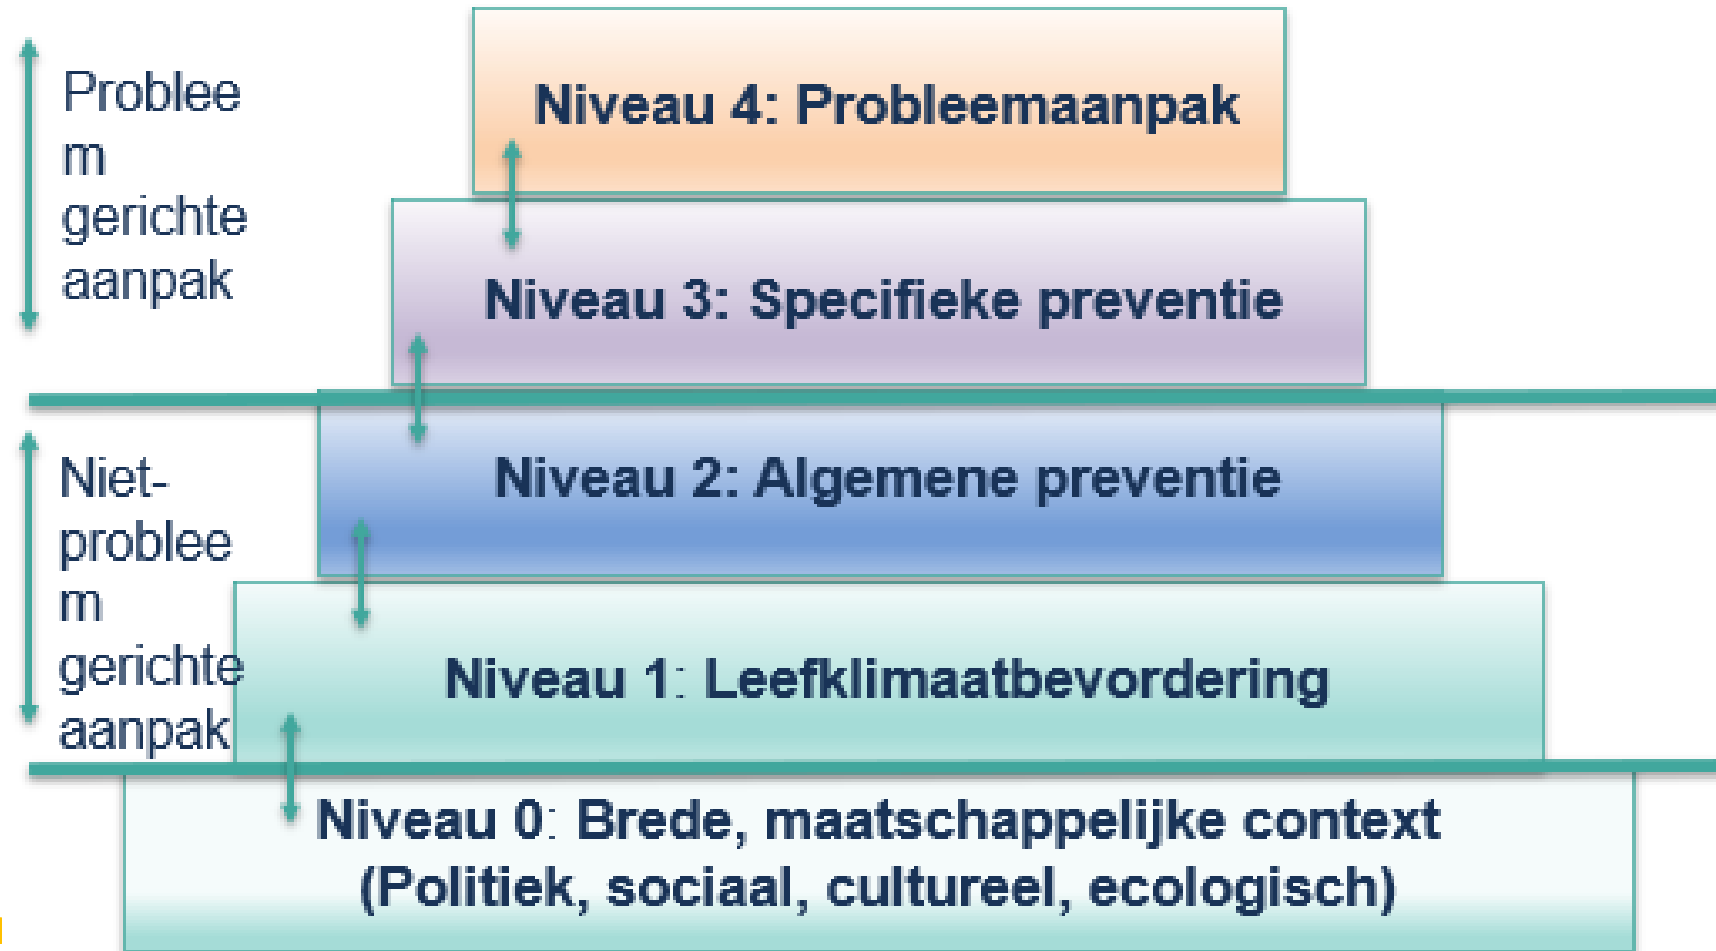 Problee
m
gerichte
aanpak
Niveau 4: Probleemaanpak
Niveau 3: Specifieke preventie
Niet-
problee
m
gerichte
aanpak
Niveau 2: Algemene preventie
Niveau 1: Leefklimaatbevordering
Niveau 0: Brede, maatschappelijke context
(Politiek, sociaal, cultureel, ecologisch)